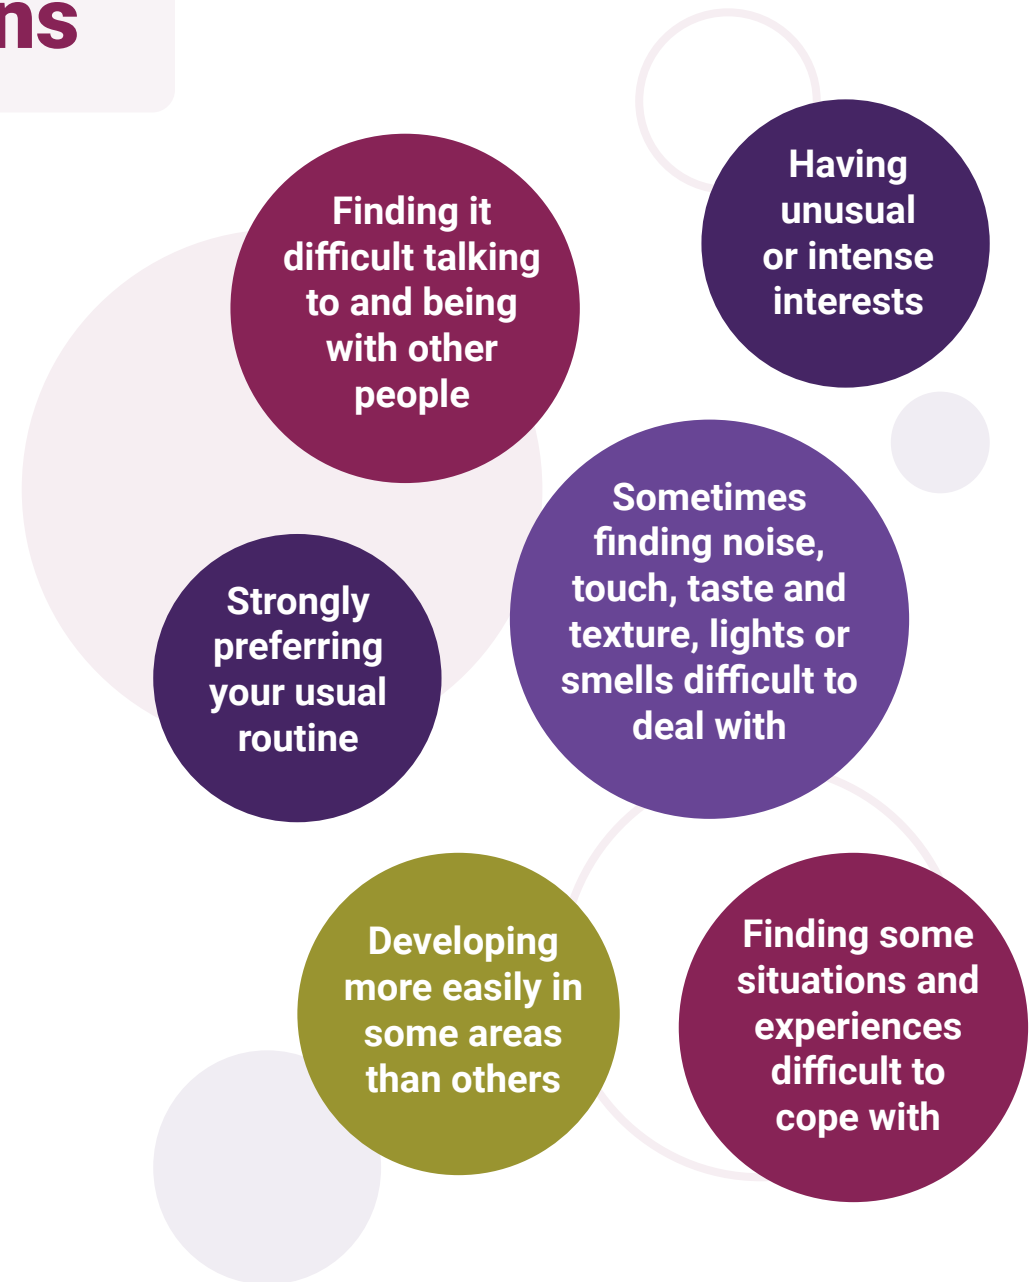 ns
Having
unusual
or intense
interests
Finding it
difficult talking
to and being
with other
people
Sometimes
finding noise,
touch, taste and
texture, lights or
smells difficult to
deal with
Strongly
preferring
your usual
routine
Developing
more easily in
some areas
than others
Finding some
situations and
experiences
difficult to
cope with